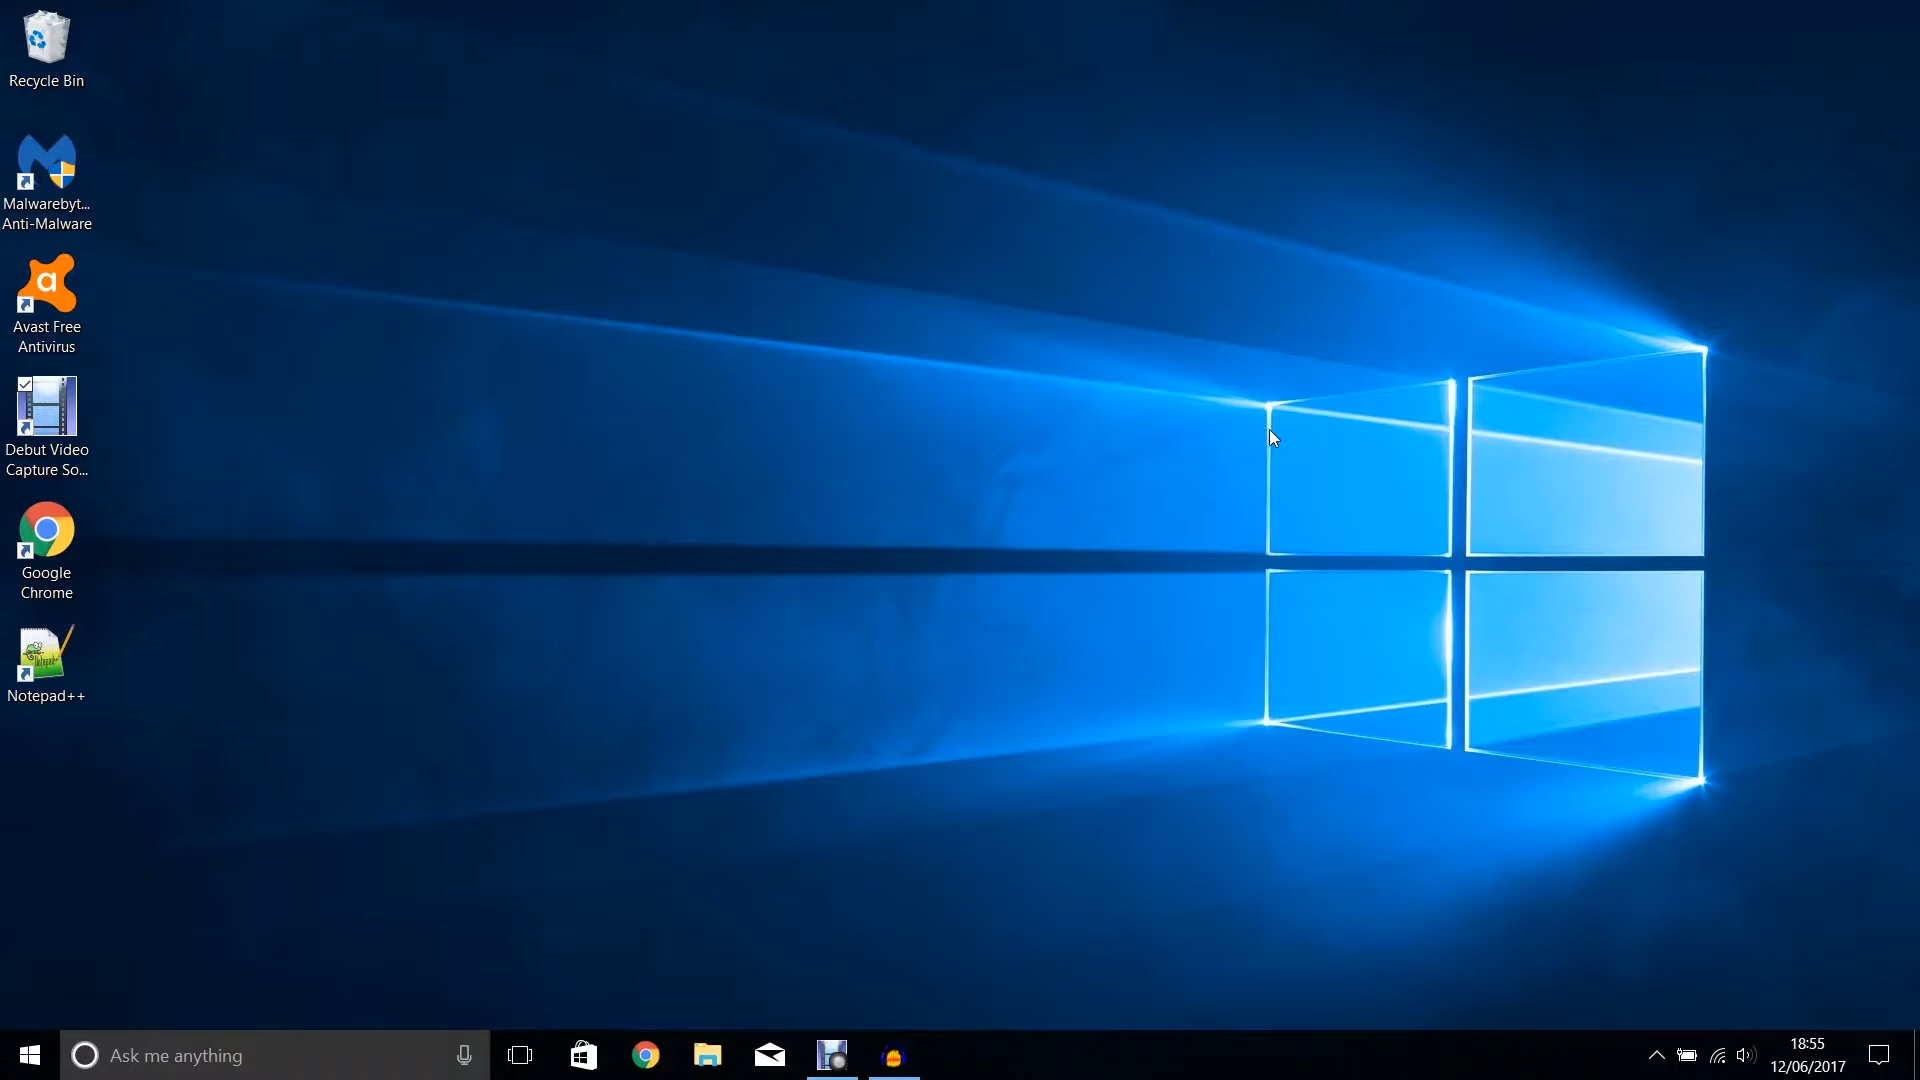 Recycle Bin
Malwarebyt...
Anti-Malware
a
Avast Free
Antivirus
Debut Video
Capture So...
Google
Chrome
Notepad++
Ask me anything
18:55
12/06/2017